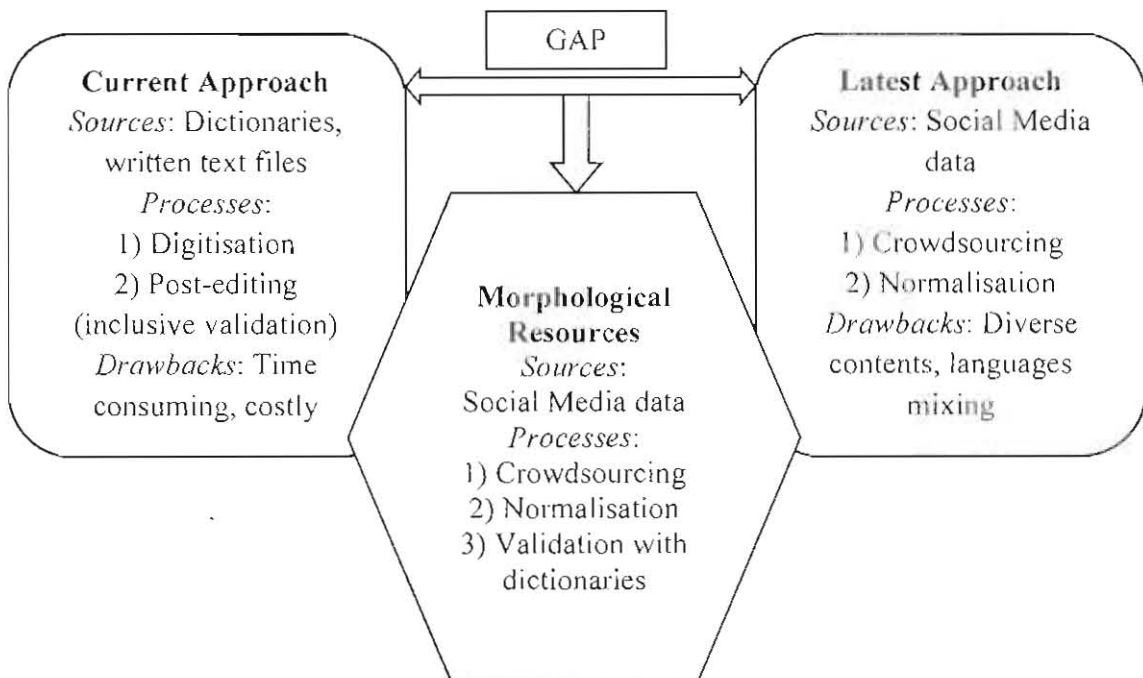 GAP
Current Approach
Sources: Dictionaries,
written text files
Processes:
1) Digitisation
2) Post-editing
(inclusive validation)
Drawbacks: Time
consuming, costly
Latest Approach
Sources: Social Media
data
Processes:
1) Crowdsourcing
2) Normalisation
Drawbacks: Diverse
contents, languages
mixing
Morphological
Resources
Sources:
Social Media data
Processes:
1) Crowdsourcing
2) Normalisation
3) Validation with
dictionaries